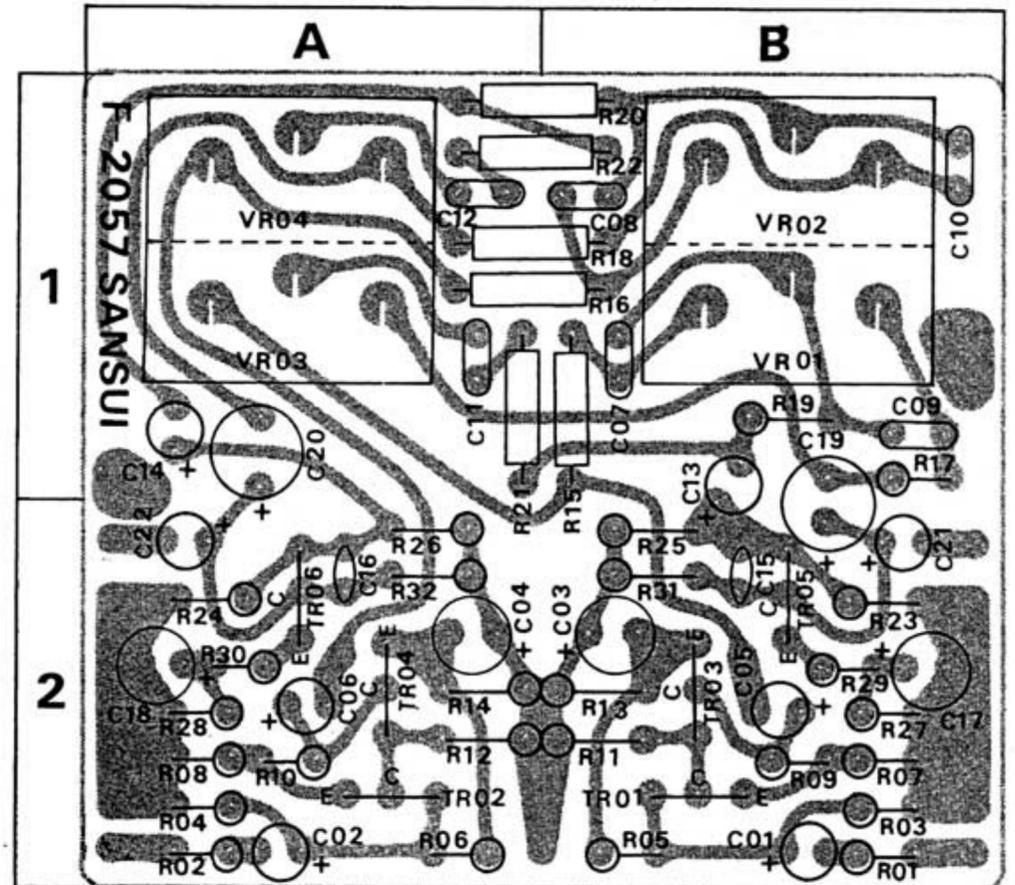 A B
1
2
F-2057 SANSUI
R20
R22
C12 C08
VR04 VR02
R18
C10
R16
VR03 VR01
C11 C07
R19 C09
C19
C14 C20
R17
C13
R21 R15
C22 C21
R26 R25
C16 C15
R32 R31
TR06 C C TR05
R24 R23
C04 C03
E E
R30 E E R29
TR04 C C TR03
C06 C05
C18 R14 R13 C17
R28 R27
R12 R11
R08 R10 R09 R07
C C
E TR02 TR01 E
R04 R03
C02 R06 R05 C01
R02 R01